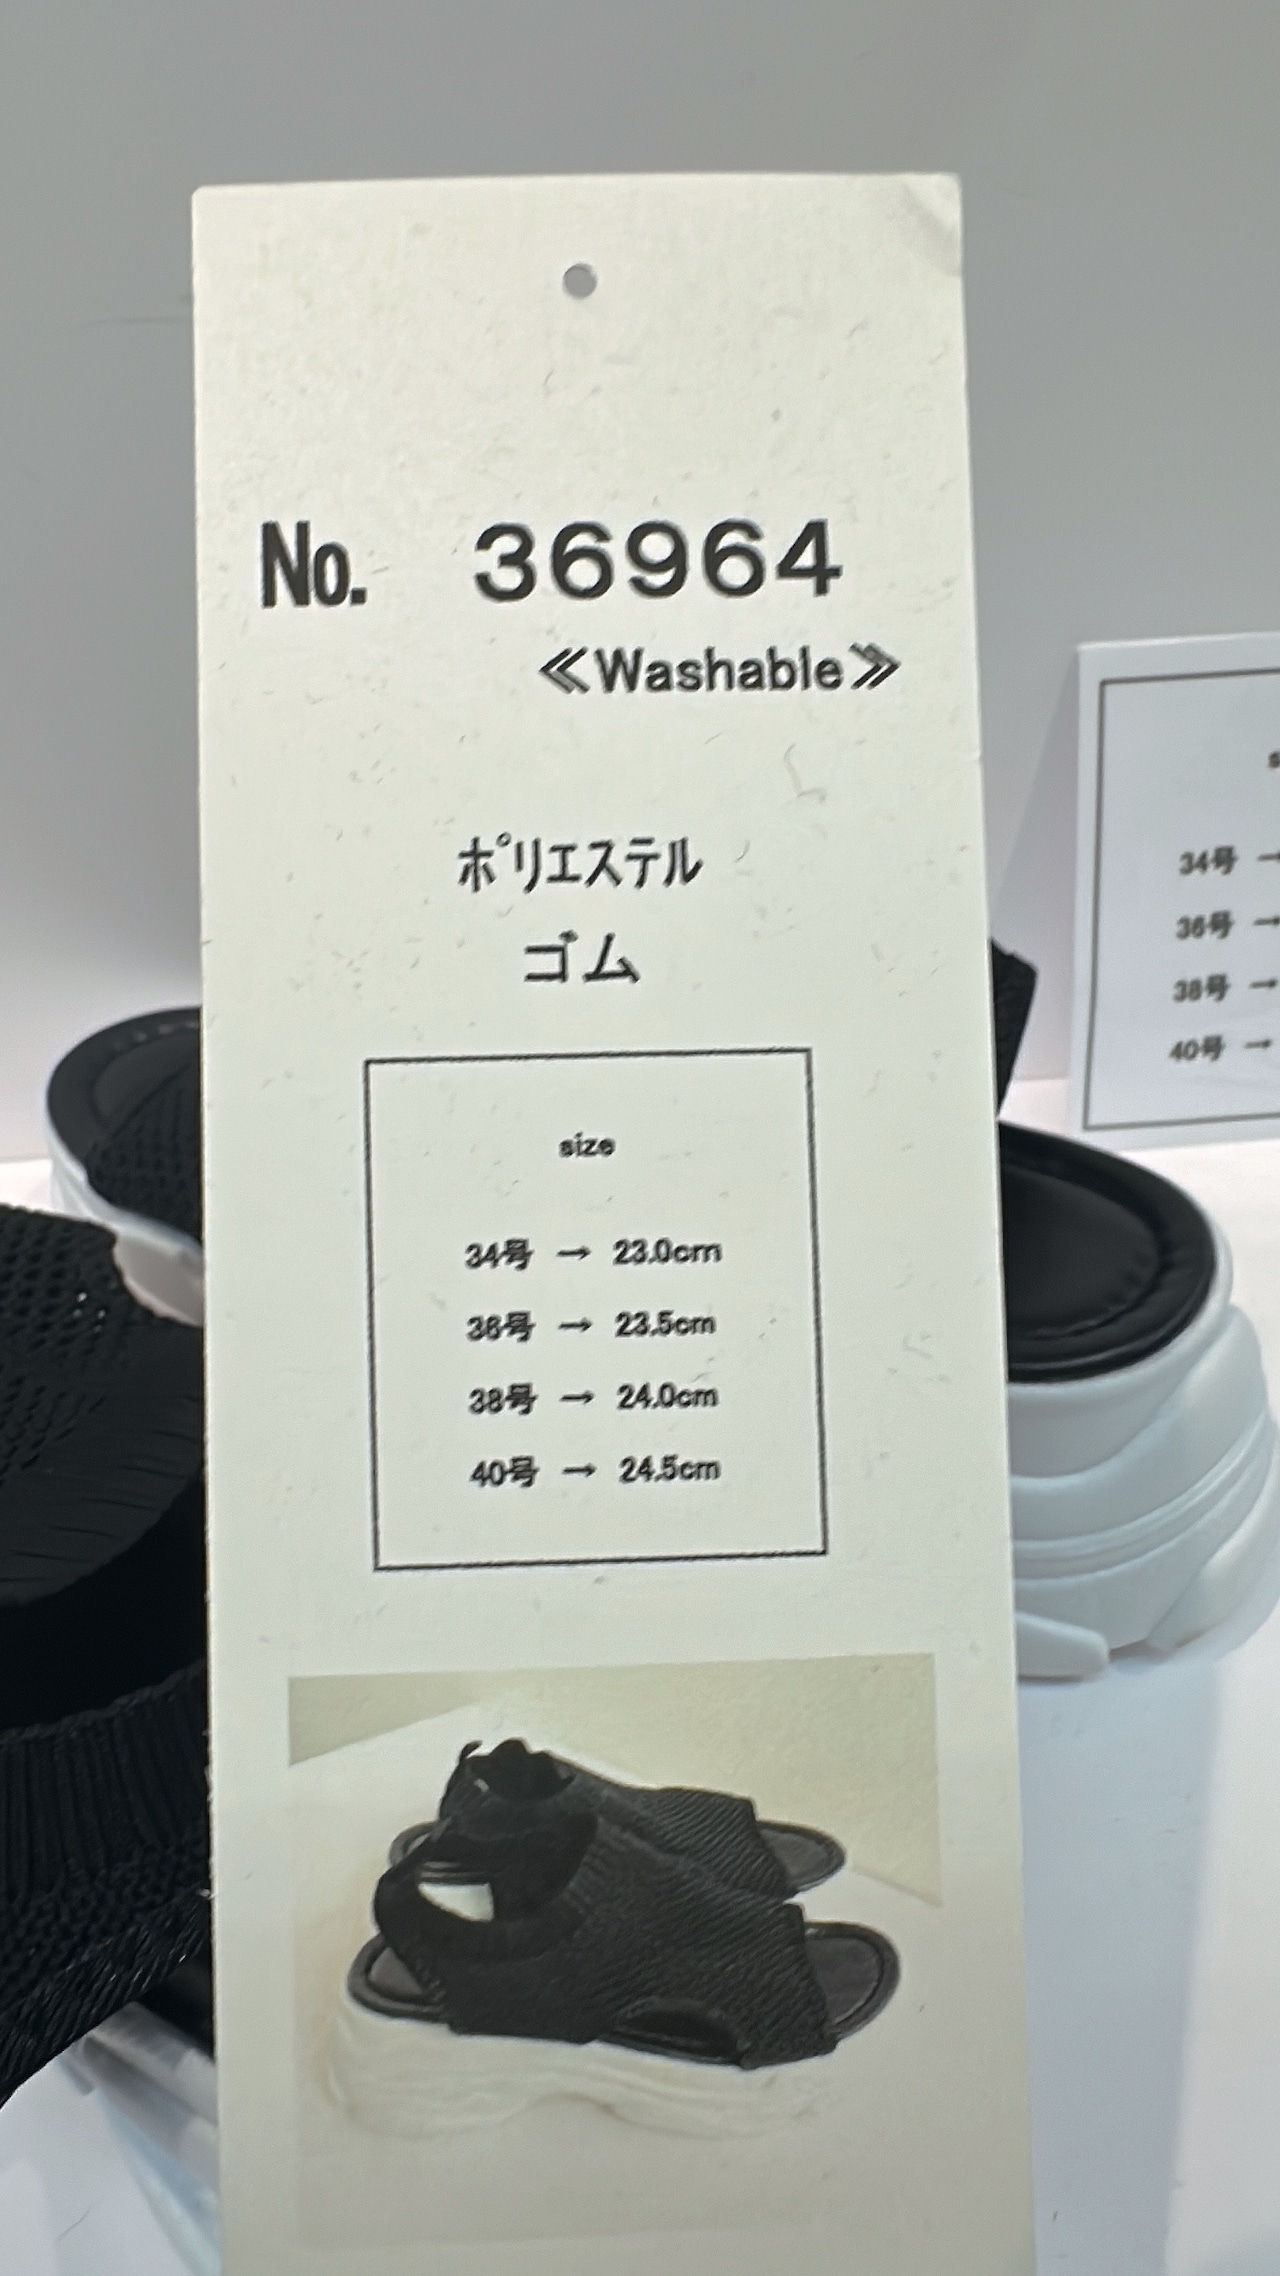 No. 36964
≪Washable≫
ポリエステル
ゴム
size
34号 → 23.0cm
36号 → 23.5cm
38号 → 24.0cm
40号 → 24.5cm
34号 →
36号 →
38号 →
40号 →